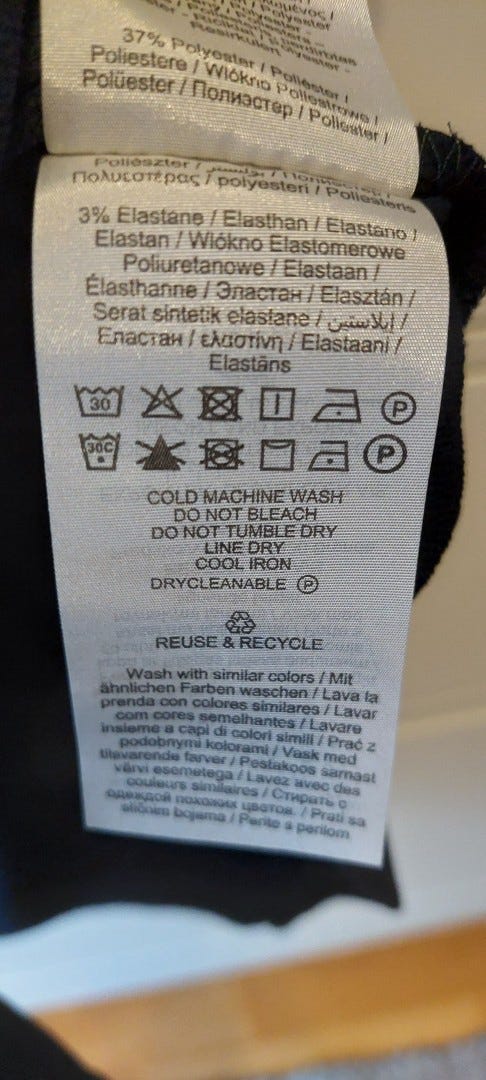 37% Polyester / Poliéster /
Poliestere / Włókno Poliestrowe /
Poliüester / Полиэстер / Poliester /
Poliészter /
Πολυεστέρας / polyesteri / Poliesteris
3% Elastane / Elasthan / Elastano /
Elastan / Włókno Elastomerowe
Poliuretanowe / Elastaan /
Élasthanne / Эластан / Elasztán /
Serat sintetik elastane / إيلاستين /
Еластан / ελαστίνη / Elastaani /
Elastāns
30
P
30C
P
COLD MACHINE WASH
DO NOT BLEACH
DO NOT TUMBLE DRY
LINE DRY
COOL IRON
DRYCLEANABLE P
REUSE & RECYCLE
Wash with similar colors / Mit
ähnlichen Farben waschen / Lava la
prenda con colores similares / Lavar
com cores semelhantes / Lavare
insieme a capi di colori simili / Prać z
podobnymi kolorami / Vask med
tilsvarende farver / Pestakoos samast
värvi esemetega / Lavez avec des
couleurs similaires / Стирать с
одеждой похожих цветов. / Prati sa
sličnim bojama / Perite s perilom